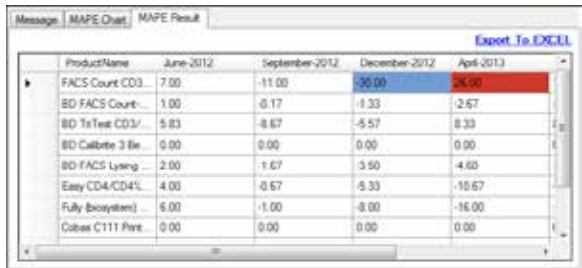 Message MAPE Chart MAPE Result
Export To EXCEL
ProductName June-2012 September-2012 December-2012 April-2013
FACS Count CD3... 7.00 -11.00 -30.00 26.00
BD FACS Count-... 1.00 -0.17 -1.33 -2.67
BD TriTest CD3/... 5.83 -8.67 -5.57 8.33
BD Calibrite 3 Be... 0.00 0.00 0.00 0.00
BD FACS Lysing ... 2.00 -1.67 -3.50 -4.60
Easy CD4/CD4%... 4.00 -0.67 -5.33 -10.67
Fully (biosystem) ... 6.00 -1.00 -8.00 -16.00
Cobas C111 Print... 0.00 0.00 0.00 0.00